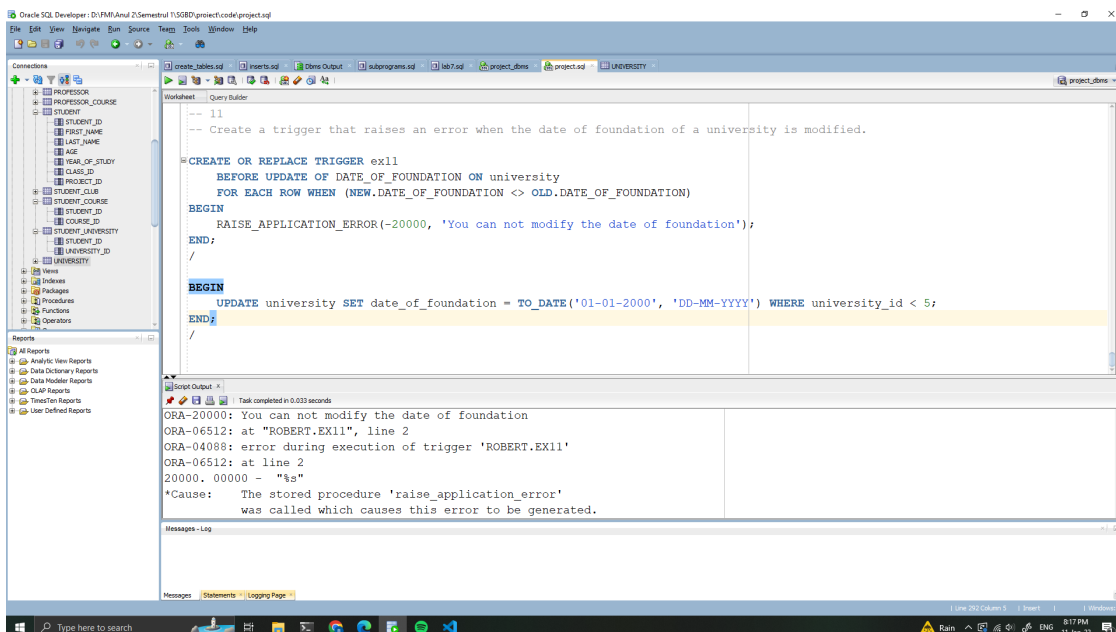 Oracle SQL Developer : D:\FMI\Anul 2\Semestrul 1\SGBD\proiect\code\project.sql
File Edit View Navigate Run Source Team Tools Window Help
Connections
create_tables.sql inserts.sql Dbms Output subprograms.sql lab7.sql project_dbms project.sql UNIVERSITY
project_dbms
Worksheet Query Builder
PROFESSOR
PROFESSOR_COURSE
STUDENT
STUDENT_ID
FIRST_NAME
LAST_NAME
AGE
YEAR_OF_STUDY
CLASS_ID
PROJECT_ID
STUDENT_CLUB
STUDENT_COURSE
STUDENT_ID
COURSE_ID
STUDENT_UNIVERSITY
STUDENT_ID
UNIVERSITY_ID
UNIVERSITY
Views
Indexes
Packages
Procedures
Functions
Operators
-- 11
-- Create a trigger that raises an error when the date of foundation of a university is modified.
CREATE OR REPLACE TRIGGER ex11
BEFORE UPDATE OF DATE_OF_FOUNDATION ON university
FOR EACH ROW WHEN (NEW.DATE_OF_FOUNDATION <> OLD.DATE_OF_FOUNDATION)
BEGIN
RAISE_APPLICATION_ERROR(-20000, 'You can not modify the date of foundation');
END;
/
BEGIN
UPDATE university SET date_of_foundation = TO_DATE('01-01-2000', 'DD-MM-YYYY') WHERE university_id < 5;
END;
/
Reports
All Reports
Analytic View Reports
Data Dictionary Reports
Data Modeler Reports
OLAP Reports
TimesTen Reports
User Defined Reports
Script Output
Task completed in 0.033 seconds
ORA-20000: You can not modify the date of foundation
ORA-06512: at "ROBERT.EX11", line 2
ORA-04088: error during execution of trigger 'ROBERT.EX11'
ORA-06512: at line 2
20000. 00000 - "%s"
*Cause: The stored procedure 'raise_application_error'
was called which causes this error to be generated.
Messages - Log
Messages Statements Logging Page
Line 292 Column 5 Insert Windows:
Type here to search
Rain ENG 8:17 PM